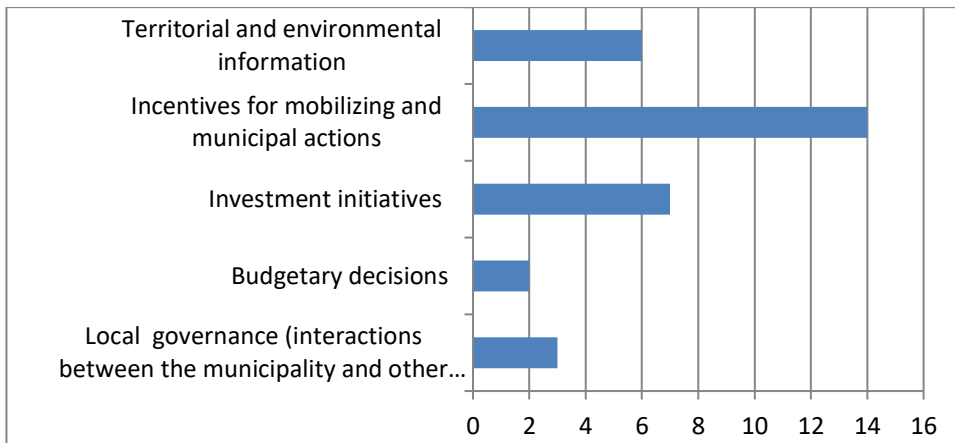 Territorial and environmental
information
Incentives for mobilizing and
municipal actions
Investment initiatives
Budgetary decisions
Local governance (interactions
between the municipality and other…
0 2 4 6 8 10 12 14 16